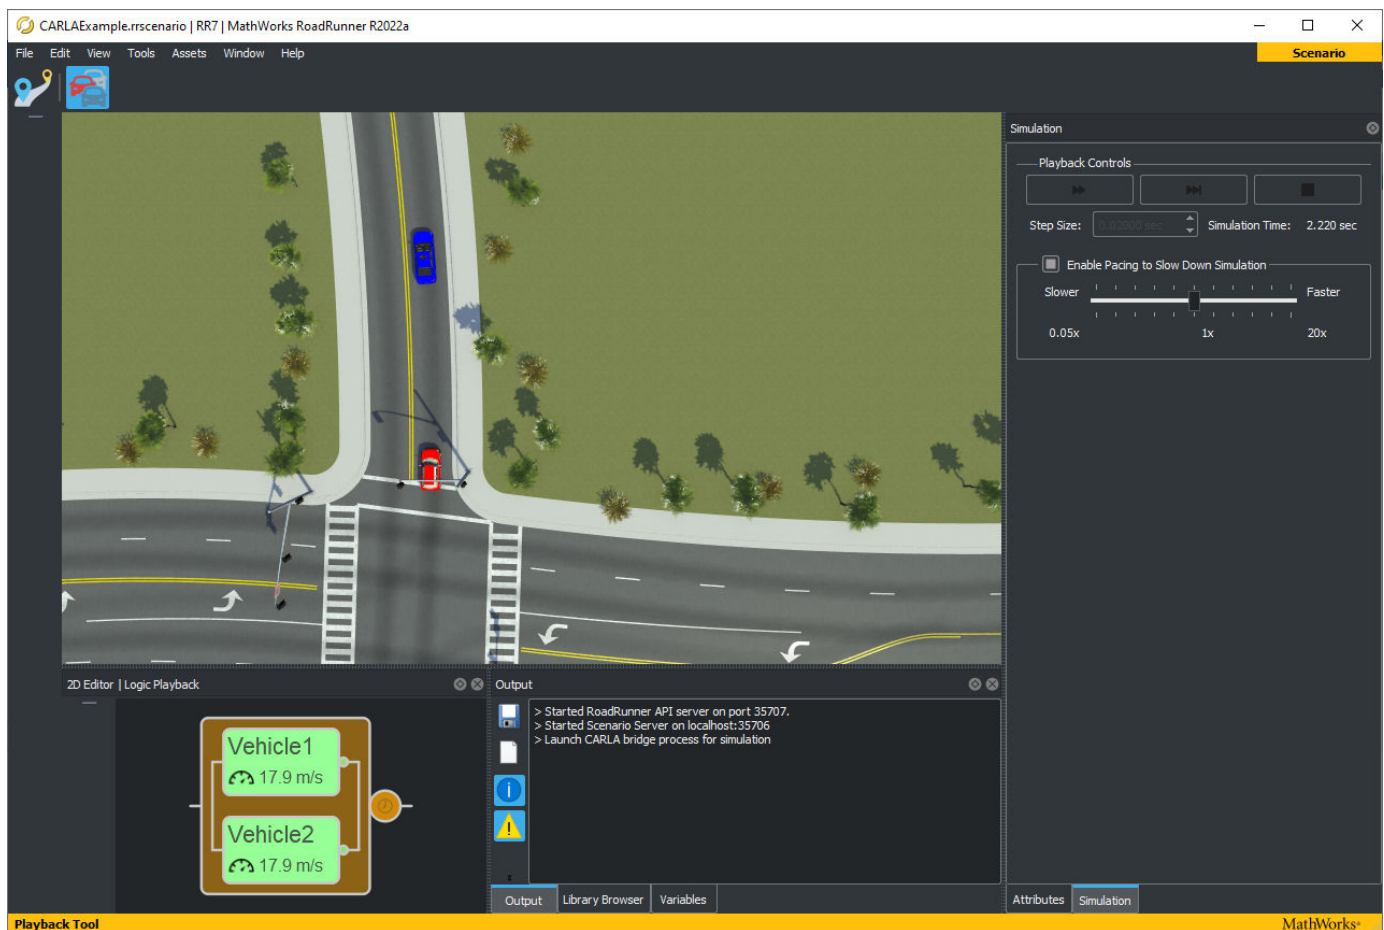 CARLAExample.rrscenario | RR7 | MathWorks RoadRunner R2022a
File Edit View Tools Assets Window Help
Scenario
Simulation
Playback Controls
Step Size: 0.02000 sec Simulation Time: 2.220 sec
Enable Pacing to Slow Down Simulation
Slower Faster
0.05x 1x 20x
2D Editor | Logic Playback
Vehicle1
17.9 m/s
Vehicle2
17.9 m/s
Output
> Started RoadRunner API server on port 35707.
> Started Scenario Server on localhost:35706
> Launch CARLA bridge process for simulation
Output Library Browser Variables
Attributes Simulation
Playback Tool
MathWorks®